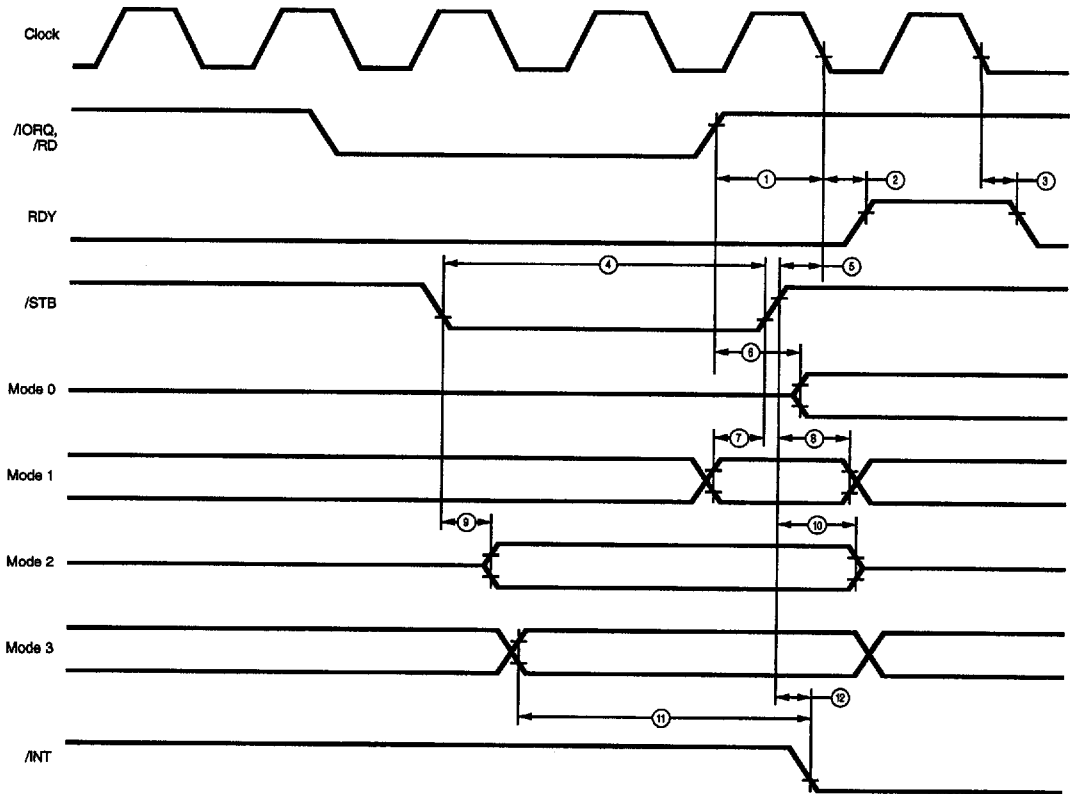 Clock
/IORQ,
/RD
1
2
3
RDY
4
5
/STB
6
Mode 0
7
8
Mode 1
9
10
Mode 2
Mode 3
12
11
/INT